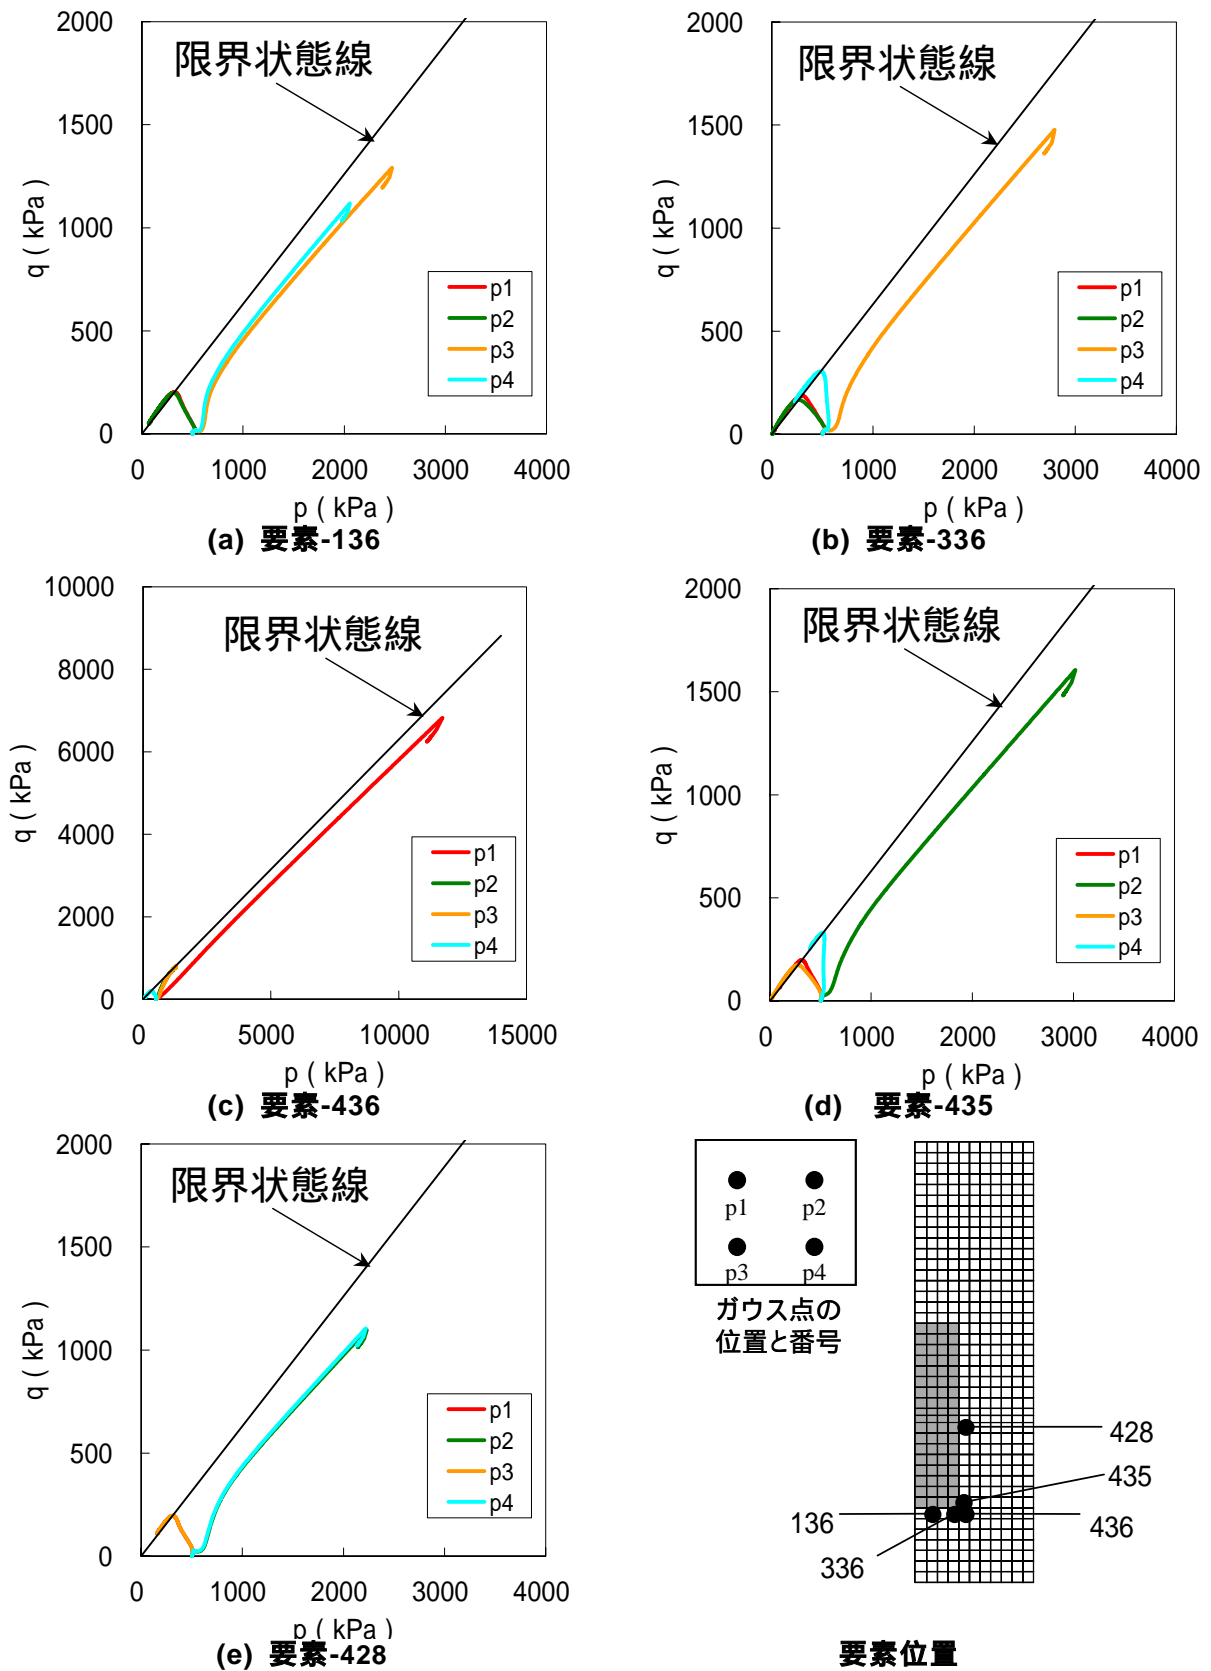 2000
1500
1000
500
0
0 1000 2000 3000 4000
q ( kPa )
p ( kPa )
限界状態線
p1
p2
p3
p4
(a) 要素-136
2000
1500
1000
500
0
0 1000 2000 3000 4000
q ( kPa )
p ( kPa )
限界状態線
p1
p2
p3
p4
(b) 要素-336
10000
8000
6000
4000
2000
0
0 5000 10000 15000
q ( kPa )
p ( kPa )
限界状態線
p1
p2
p3
p4
(c) 要素-436
2000
1500
1000
500
0
0 1000 2000 3000 4000
q ( kPa )
p ( kPa )
限界状態線
p1
p2
p3
p4
(d) 要素-435
2000
1500
1000
500
0
0 1000 2000 3000 4000
q ( kPa )
p ( kPa )
限界状態線
p1
p2
p3
p4
(e) 要素-428
p1 p2
p3 p4
ガウス点の
位置と番号
428
435
136
436
336
要素位置